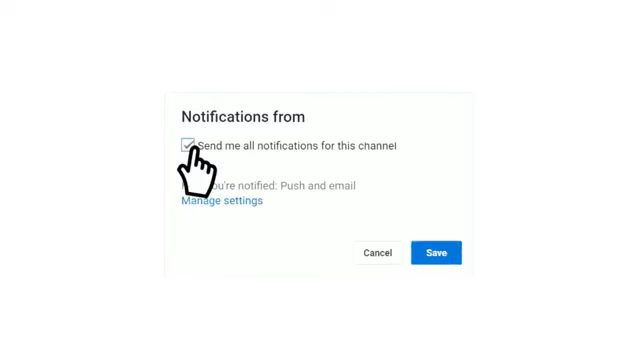 Notifications from
Send me all notifications for this channel
you're notified: Push and email
Manage settings
Cancel
Save